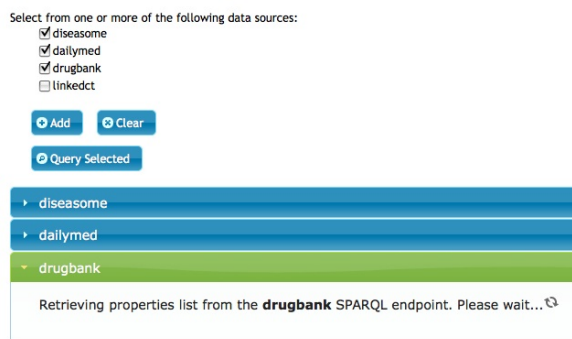 Select from one or more of the following data sources:
diseasome
dailymed
drugbank
linkedct
Add Clear
Query Selected
diseasome
dailymed
drugbank
Retrieving properties list from the drugbank SPARQL endpoint. Please wait...